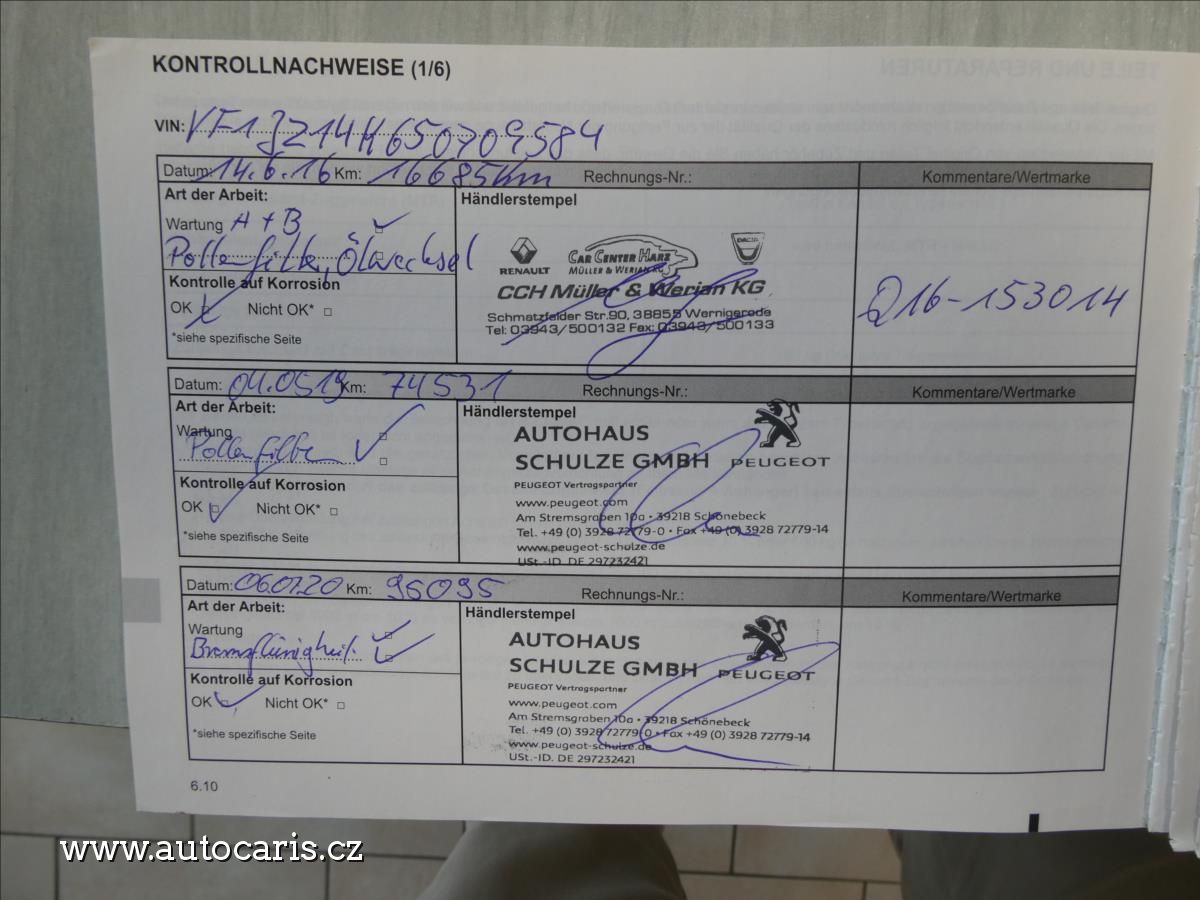 KONTROLLNACHWEISE (1/6)
VIN: VF1JZ14H650709584
Datum: 14.6.16 Km: 16685km Rechnungs-Nr.: Kommentare/Wertmarke
Art der Arbeit: Händlerstempel
Wartung A + B
Pollenfilter, Ölwechsel
RENAULT CAR CENTER HARZ DACIA
MÜLLER & WERIAN KG
CCH Müller & Werian KG
Schmatzfelder Str.90, 38855 Wernigerode
Tel: 03943/500132 Fax: 03943/500133
Q16-153014
Kontrolle auf Korrosion
OK Nicht OK*
*siehe spezifische Seite
Datum: 04.0519 Km: 74531 Rechnungs-Nr.: Kommentare/Wertmarke
Art der Arbeit: Händlerstempel
Wartung
Pollenfilter
AUTOHAUS
SCHULZE GMBH PEUGEOT
PEUGEOT Vertragspartner
www.peugeot.com
Am Stremsgraben 10a • 39218 Schönebeck
Tel. +49 (0) 3928 72779-0 • Fax +49 (0) 3928 72779-14
www.peugeot-schulze.de
USt.-ID. DE 297232421
Kontrolle auf Korrosion
OK Nicht OK*
*siehe spezifische Seite
Datum: 06.01.20 Km: 96095 Rechnungs-Nr.: Kommentare/Wertmarke
Art der Arbeit: Händlerstempel
Wartung
Bremsflüssigkeit
AUTOHAUS
SCHULZE GMBH PEUGEOT
PEUGEOT Vertragspartner
www.peugeot.com
Am Stremsgraben 10a • 39218 Schönebeck
Tel. +49 (0) 3928 72779-0 • Fax +49 (0) 3928 72779-14
www.peugeot-schulze.de
USt.-ID. DE 297232421
Kontrolle auf Korrosion
OK Nicht OK*
*siehe spezifische Seite
6.10
www.autocaris.cz